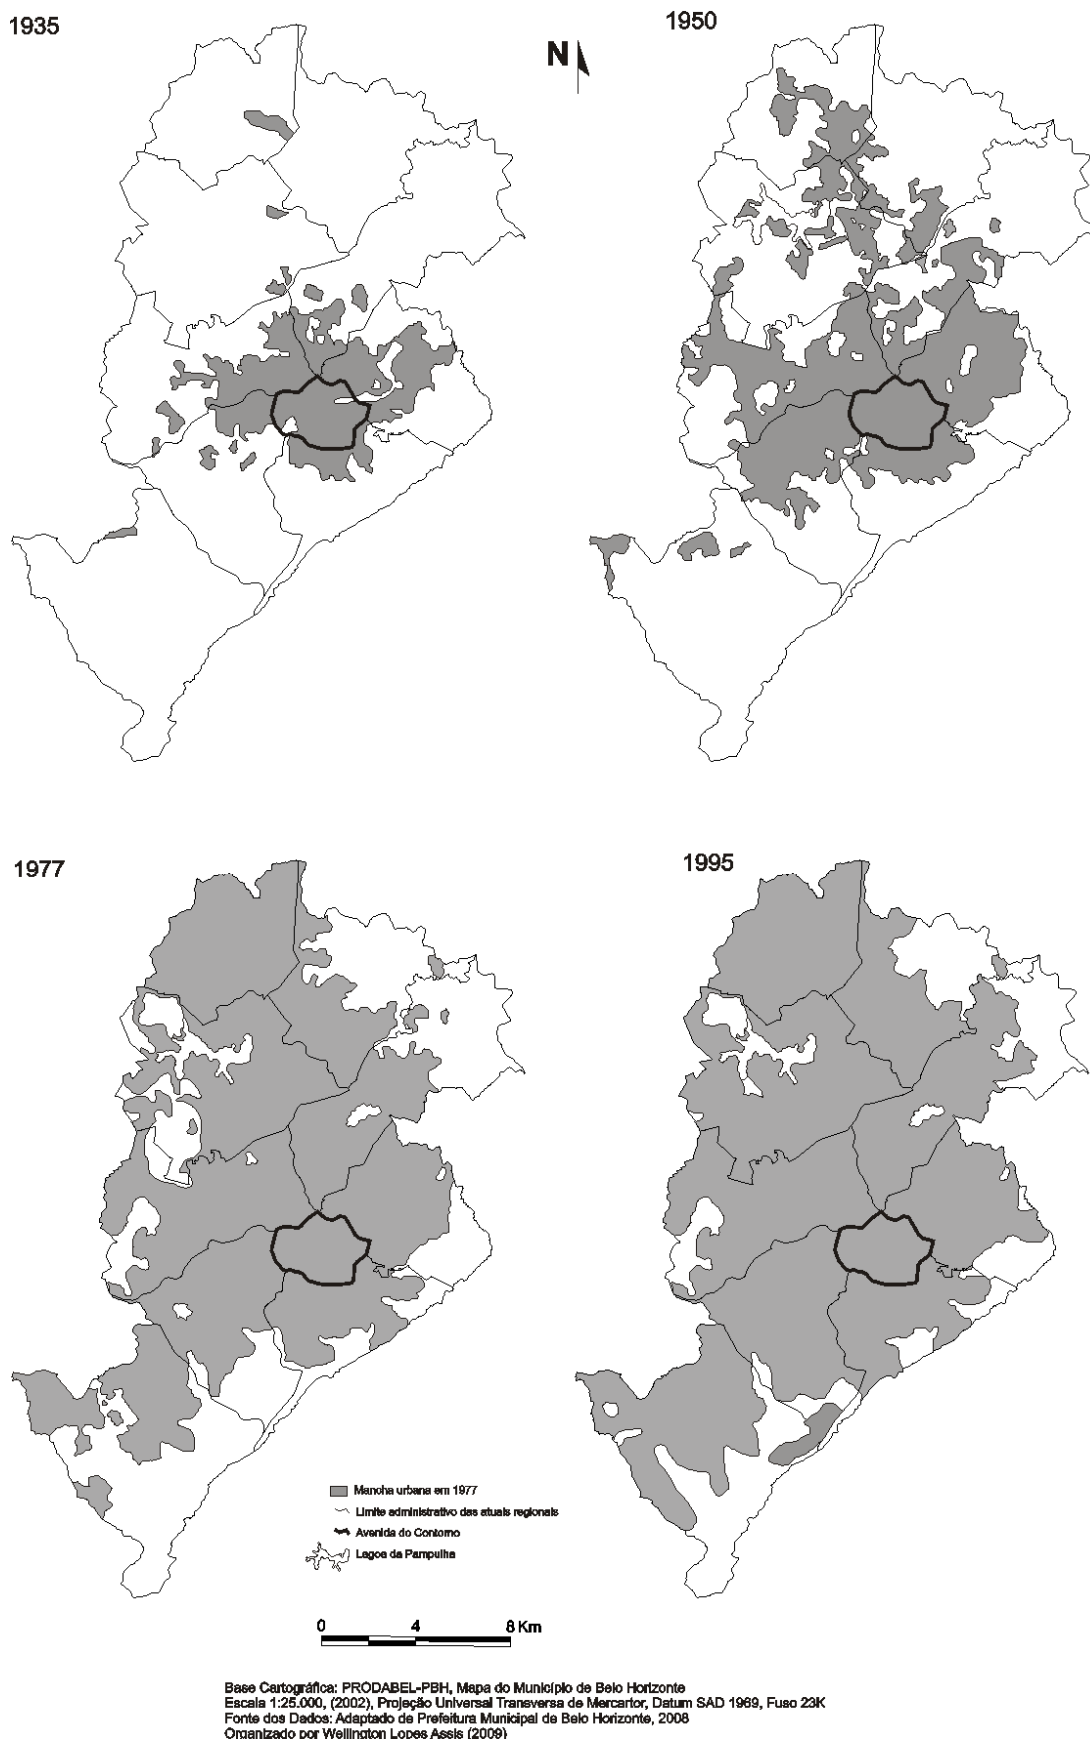 1935
1950
N
1977
1995
Mancha urbana em 1977
Limite administrativo das atuais regionais
Avenida do Contorno
Lagoa da Pampulha
0 4 8 Km
Base Cartográfica: PRODABEL-PBH, Mapa do Município de Belo Horizonte
Escala 1:25.000, (2002), Projeção Universal Transversa de Mercartor, Datum SAD 1969, Fuso 23K
Fonte dos Dados: Adaptado de Prefeitura Municipal de Belo Horizonte, 2008
Organizado por Wellington Lopes Assis (2009)